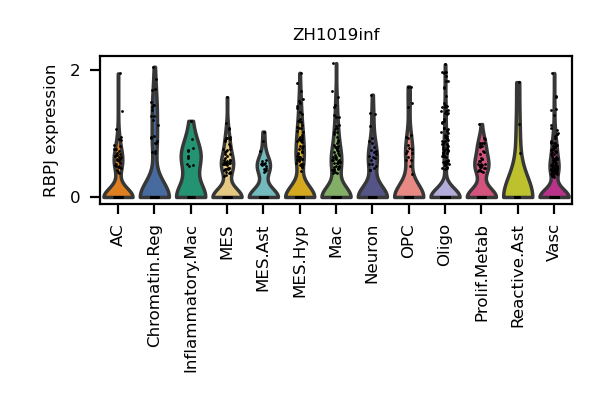 ZH1019inf
RBPJ expression
2
0
AC
Chromatin.Reg
Inflammatory.Mac
MES
MES.Ast
MES.Hyp
Mac
Neuron
OPC
Oligo
Prolif.Metab
Reactive.Ast
Vasc